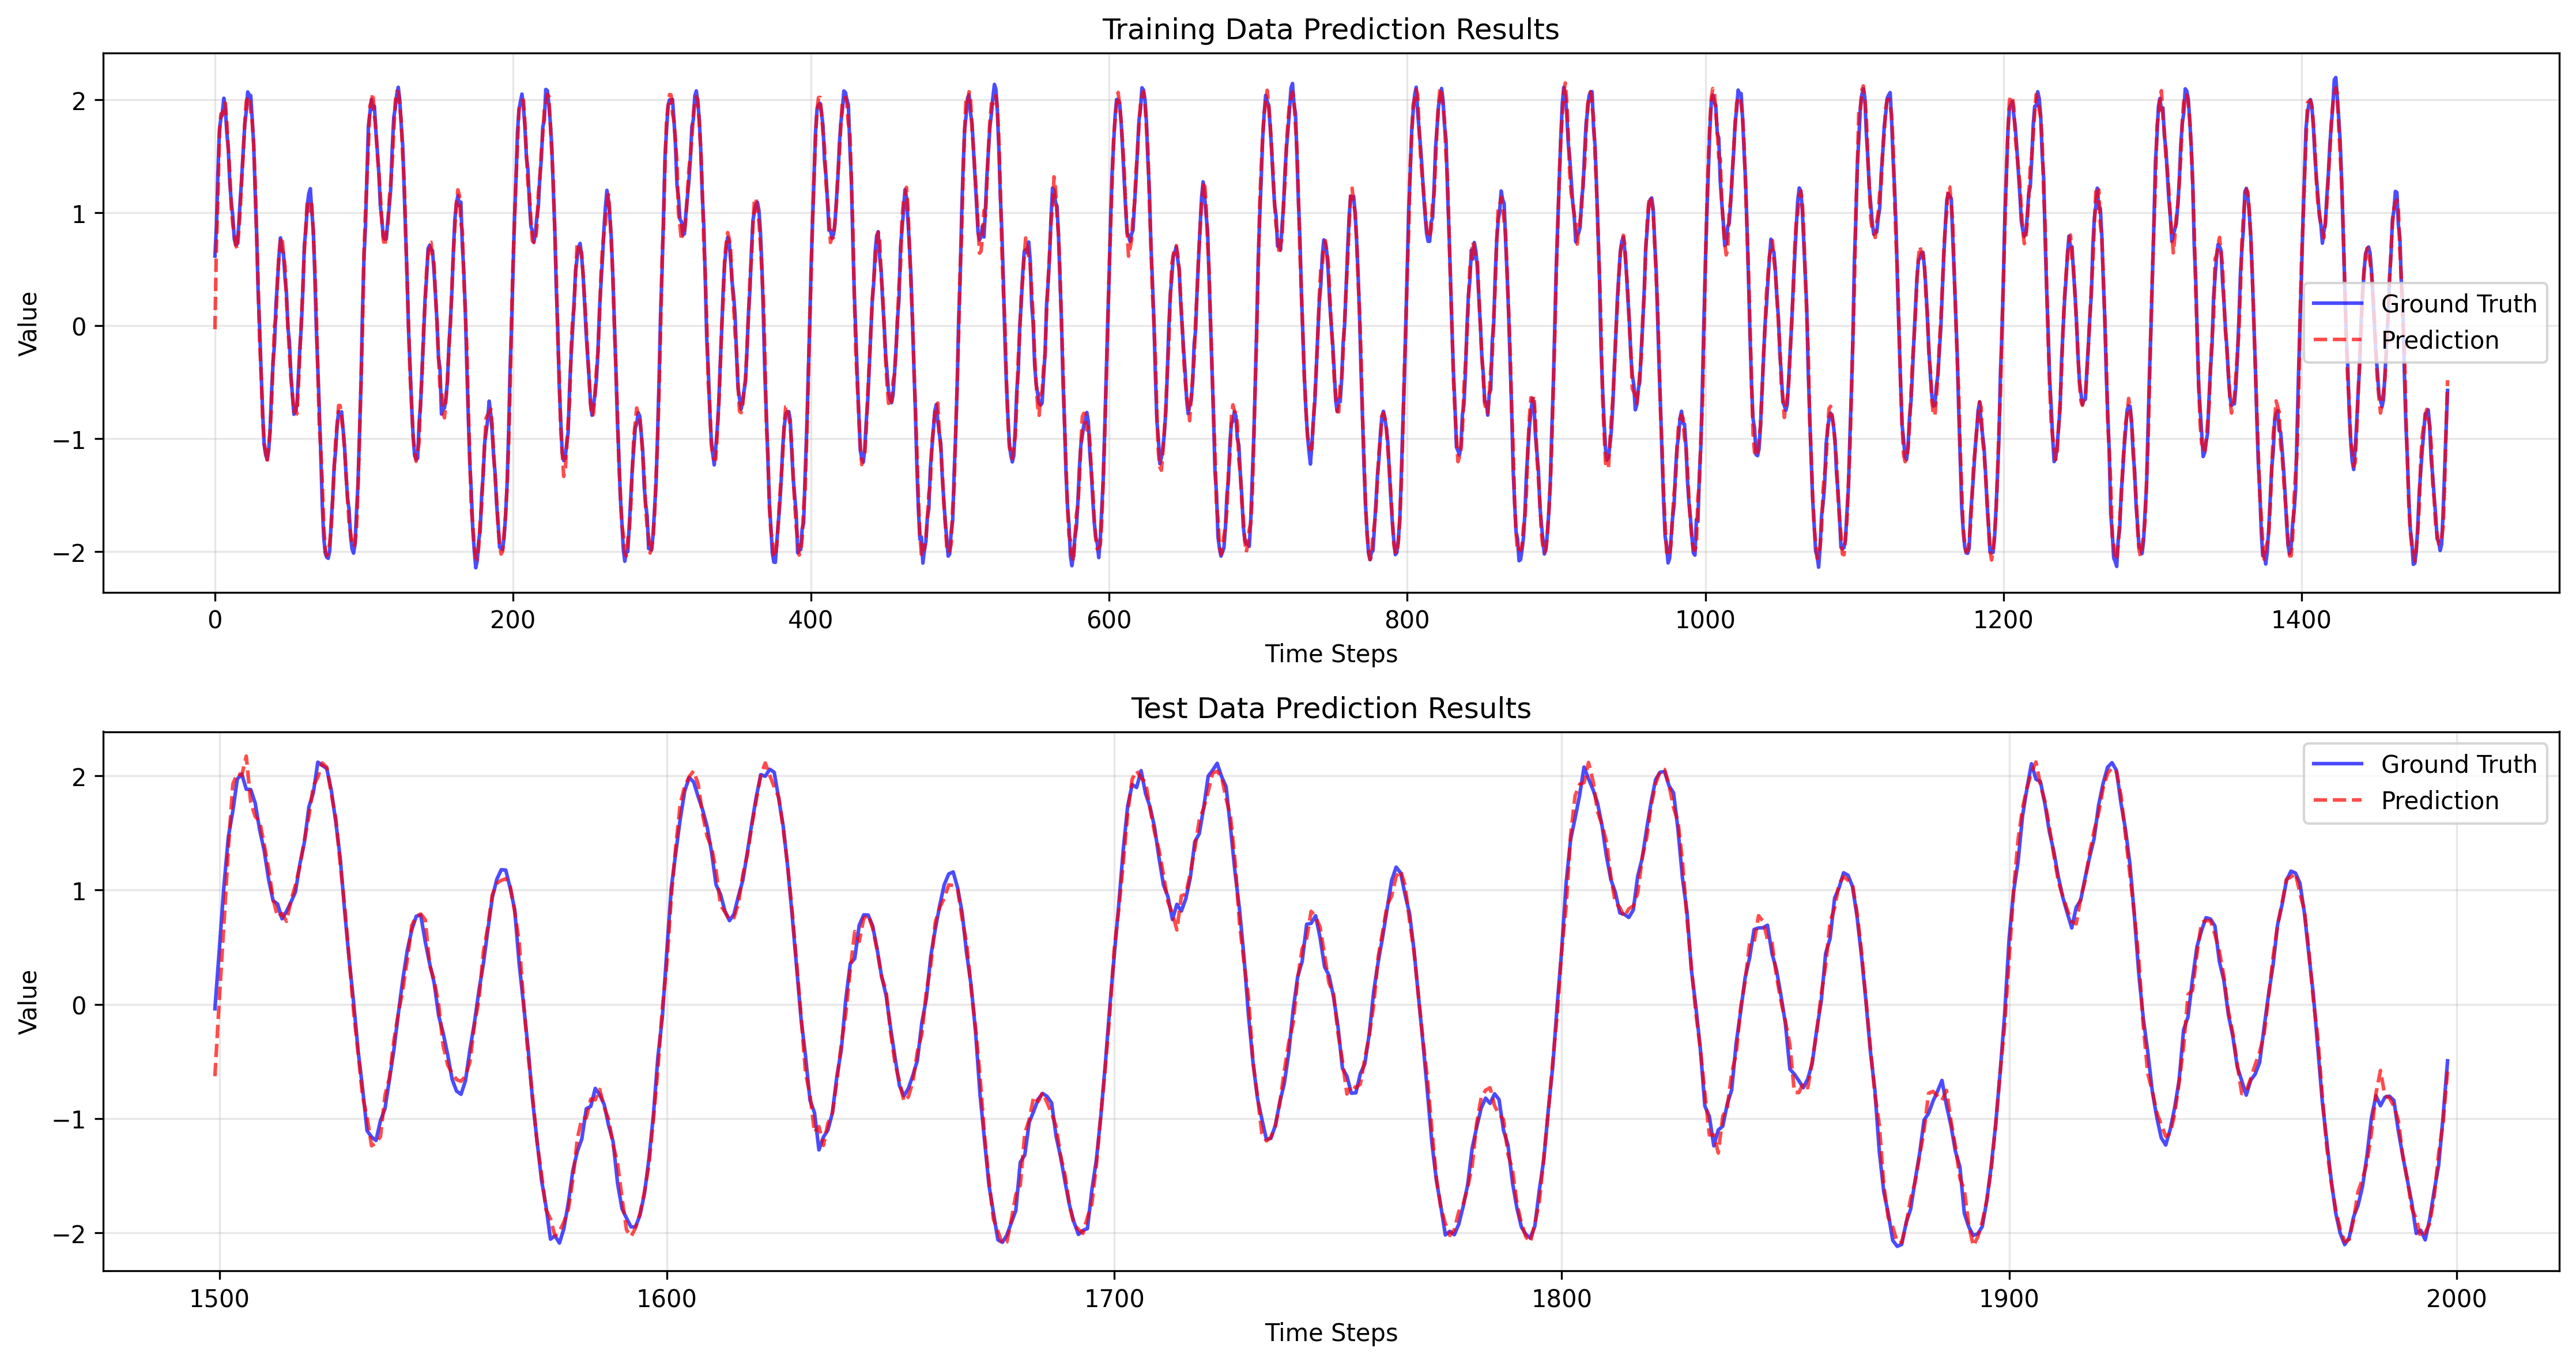 Training Data Prediction Results
Value
2
1
0
−1
−2
Ground Truth
Prediction
0 200 400 600 800 1000 1200 1400
Time Steps
Test Data Prediction Results
Value
2
1
0
−1
−2
Ground Truth
Prediction
1500 1600 1700 1800 1900 2000
Time Steps